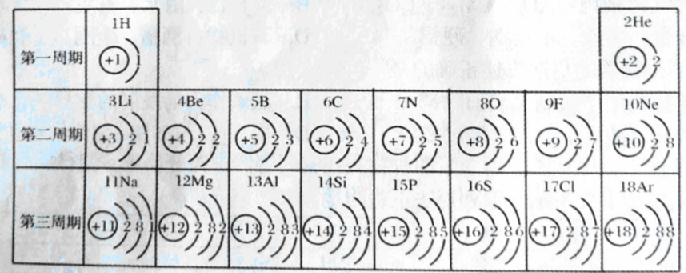 1H 2He
第一周期 +1 1 +2 2
3Li 4Be 5B 6C 7N 8O 9F 10Ne
第二周期 +3 2 1 +4 2 2 +5 2 3 +6 2 4 +7 2 5 +8 2 6 +9 2 7 +10 2 8
11Na 12Mg 13Al 14Si 15P 16S 17Cl 18Ar
第三周期 +11 2 8 1 +12 2 8 2 +13 2 8 3 +14 2 8 4 +15 2 8 5 +16 2 8 6 +17 2 8 7 +18 2 8 8